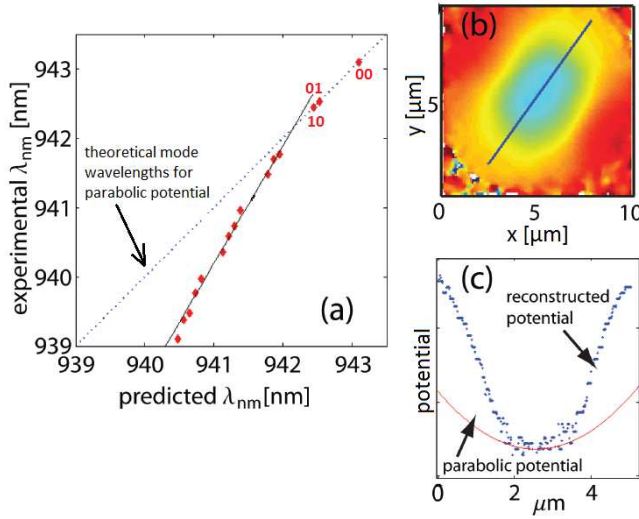 943
942
941
940
939
experimental λnm [nm]
theoretical mode
wavelengths for
parabolic potential
01
00
10
(a)
939
940
941
942
943
predicted λnm[nm]
(b)
y [μm]
5
0
5
10
x [μm]
(c)
reconstructed
potential
potential
parabolic potential
0
2
4
μm